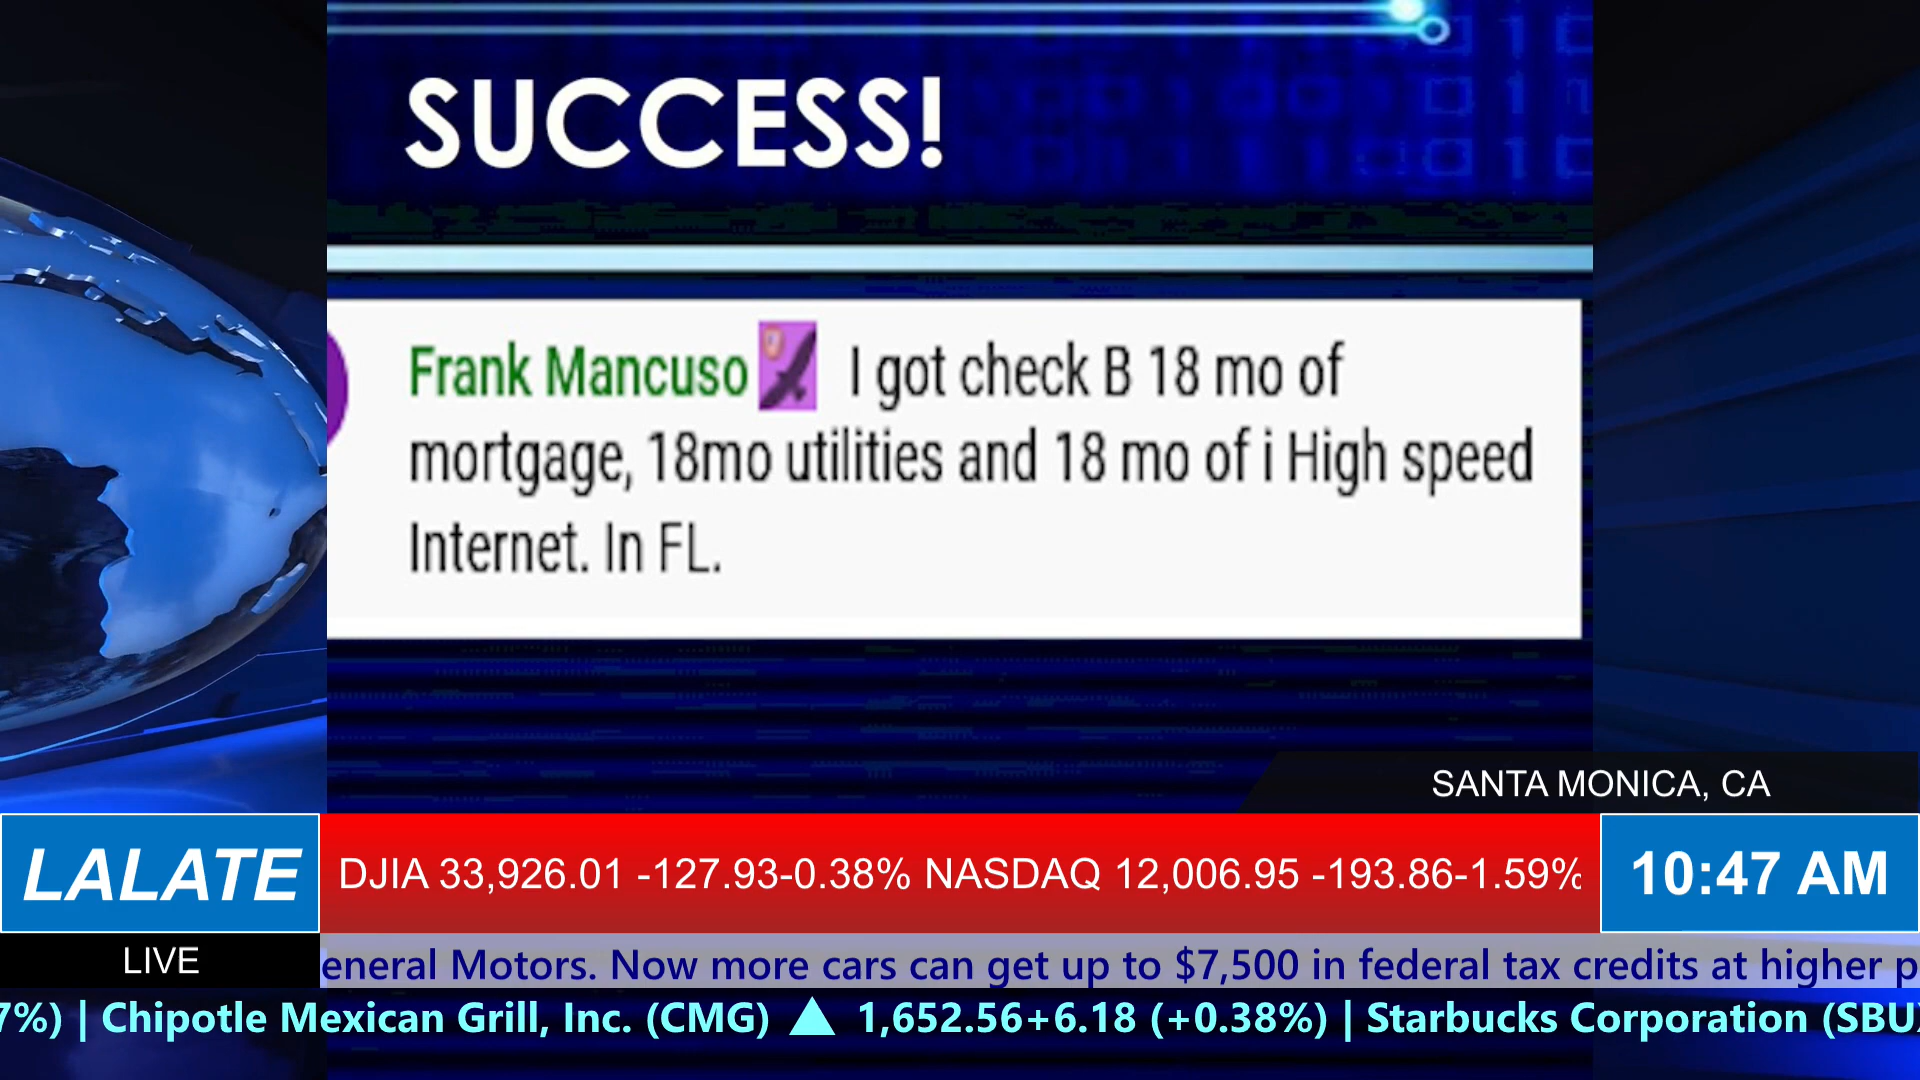 SUCCESS!
Frank Mancuso I got check B 18 mo of
mortgage, 18mo utilities and 18 mo of i High speed
Internet. In FL.
SANTA MONICA, CA
LALATE
DJIA 33,926.01 -127.93-0.38% NASDAQ 12,006.95 -193.86-1.59%
10:47 AM
LIVE
eneral Motors. Now more cars can get up to $7,500 in federal tax credits at higher p
7%) | Chipotle Mexican Grill, Inc. (CMG) ▲ 1,652.56+6.18 (+0.38%) | Starbucks Corporation (SBUX